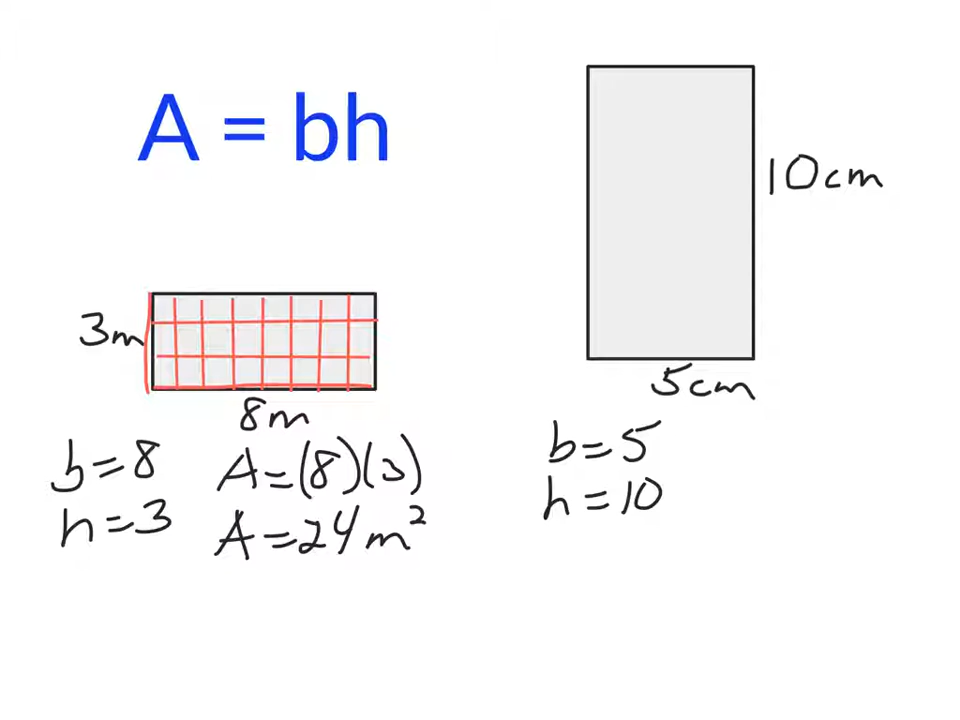 A = bh
10cm
3m
8m
5cm
b=8
h=3
A=(8)(3)
A=24m²
b=5
h=10